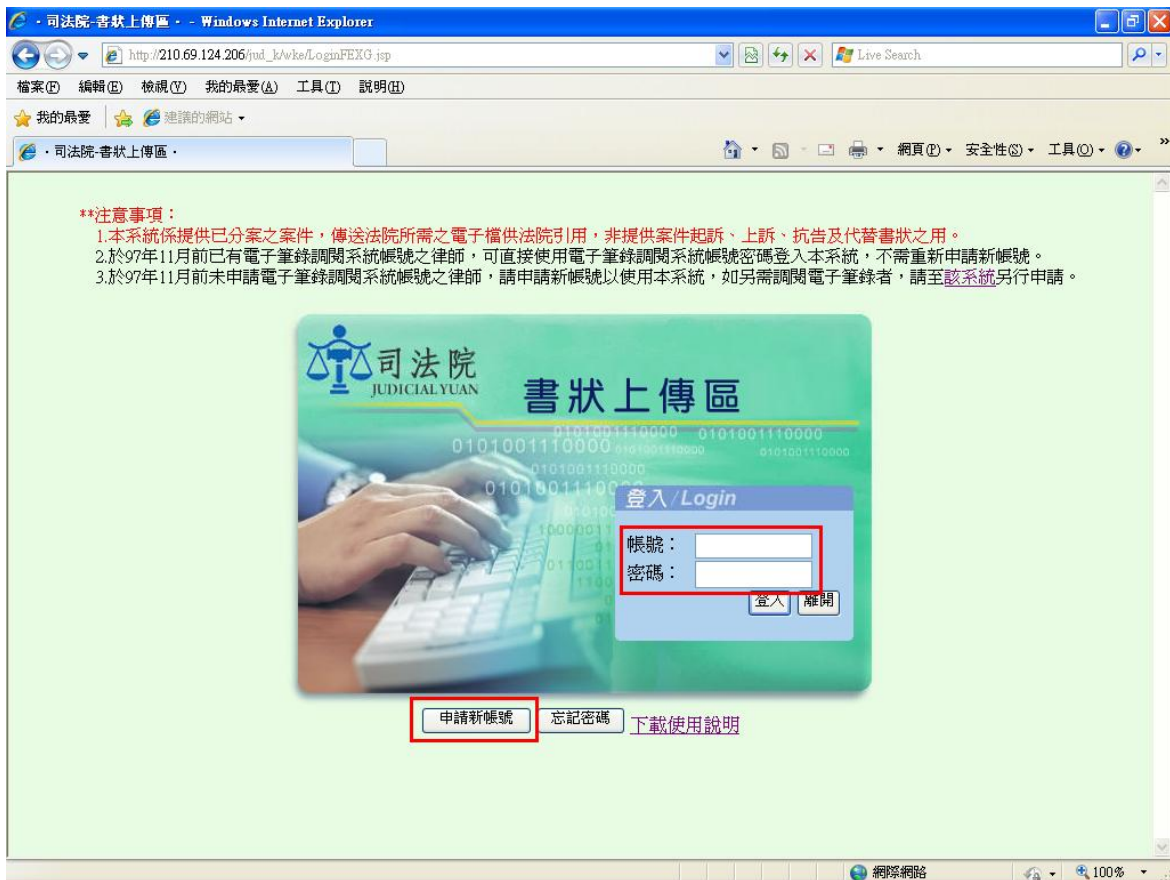 ・司法院-書狀上傳區・ - Windows Internet Explorer
http://210.69.124.206/jud_k/wke/LoginFEXG.jsp
Live Search
檔案(F) 編輯(E) 檢視(V) 我的最愛(A) 工具(T) 說明(H)
我的最愛 建議的網站
・司法院-書狀上傳區・
網頁(P) 安全性(S) 工具(O)
**注意事項：
1.本系統係提供已分案之案件，傳送法院所需之電子檔供法院引用，非提供案件起訴、上訴、抗告及代替書狀之用。
2.於97年11月前已有電子筆錄調閱系統帳號之律師，可直接使用電子筆錄調閱系統帳號密碼登入本系統，不需重新申請新帳號。
3.於97年11月前未申請電子筆錄調閱系統帳號之律師，請申請新帳號以使用本系統，如另需調閱電子筆錄者，請至該系統另行申請。
司法院
JUDICIAL YUAN
書狀上傳區
0101001110000 0101001110000
0101001110000 0101001110000 0101001110000
0101001110000
登入/Login
帳號：
密碼：
登入 離開
申請新帳號 忘記密碼 下載使用說明
網際網路 100%